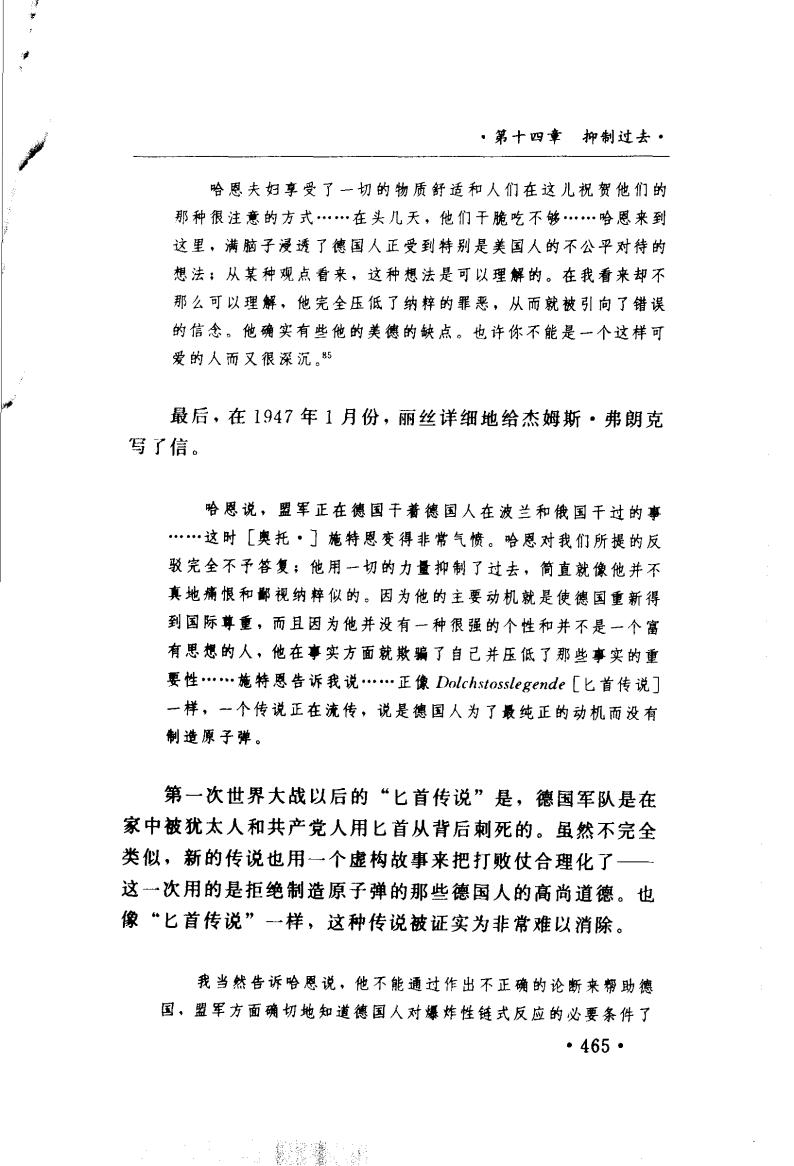 ·第十四章 抑制过去·
哈恩夫妇享受了一切的物质舒适和人们在这儿祝贺他们的
那种很注意的方式……在头几天，他们干脆吃不够……哈恩来到
这里，满脑子浸透了德国人正受到特别是美国人的不公平对待的
想法；从某种观点看来，这种想法是可以理解的。在我看来却不
那么可以理解，他完全压低了纳粹的罪恶，从而就被引向了错误
的信念。他确实有些他的美德的缺点。也许你不能是一个这样可
爱的人而又很深沉。85
最后，在1947年1月份，丽丝详细地给杰姆斯·弗朗克
写了信。
哈恩说，盟军正在德国干着德国人在波兰和俄国干过的事
……这时［奥托·］施特恩变得非常气愤。哈恩对我们所提的反
驳完全不予答复；他用一切的力量抑制了过去，简直就像他并不
真地痛恨和鄙视纳粹似的。因为他的主要动机就是使德国重新得
到国际尊重，而且因为他并没有一种很强的个性和并不是一个富
有思想的人，他在事实方面就欺骗了自己并压低了那些事实的重
要性……施特恩告诉我说……正像 Dolchstosslegende［匕首传说］
一样，一个传说正在流传，说是德国人为了最纯正的动机而没有
制造原子弹。
第一次世界大战以后的“匕首传说”是，德国军队是在
家中被犹太人和共产党人用匕首从背后刺死的。虽然不完全
类似，新的传说也用一个虚构故事来把打败仗合理化了——
这一次用的是拒绝制造原子弹的那些德国人的高尚道德。也
像“匕首传说”一样，这种传说被证实为非常难以消除。
我当然告诉哈恩说，他不能通过作出不正确的论断来帮助德
国，盟军方面确切地知道德国人对爆炸性链式反应的必要条件了
·465·